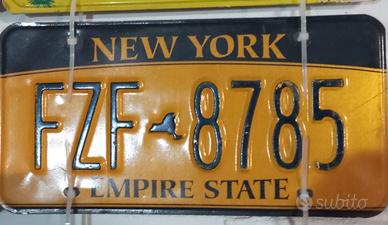 NEW YORK
FZF 8785
EMPIRE STATE
subito